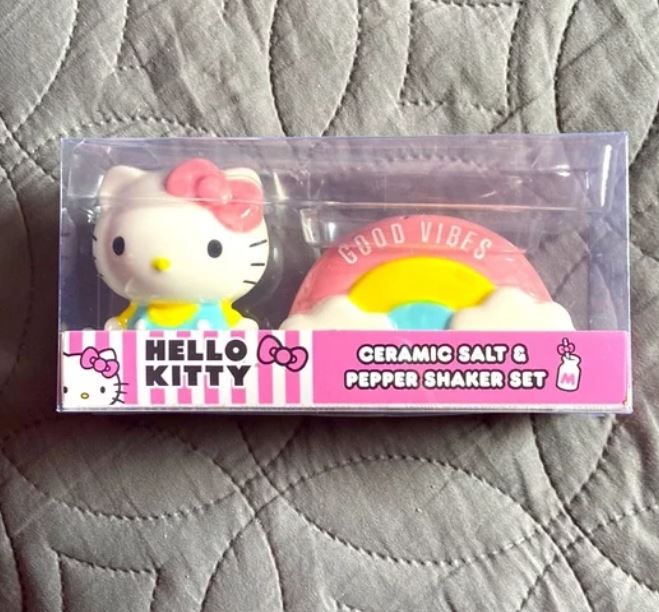 GOOD VIBES
HELLO
KITTY
CERAMIC SALT &
PEPPER SHAKER SET
M